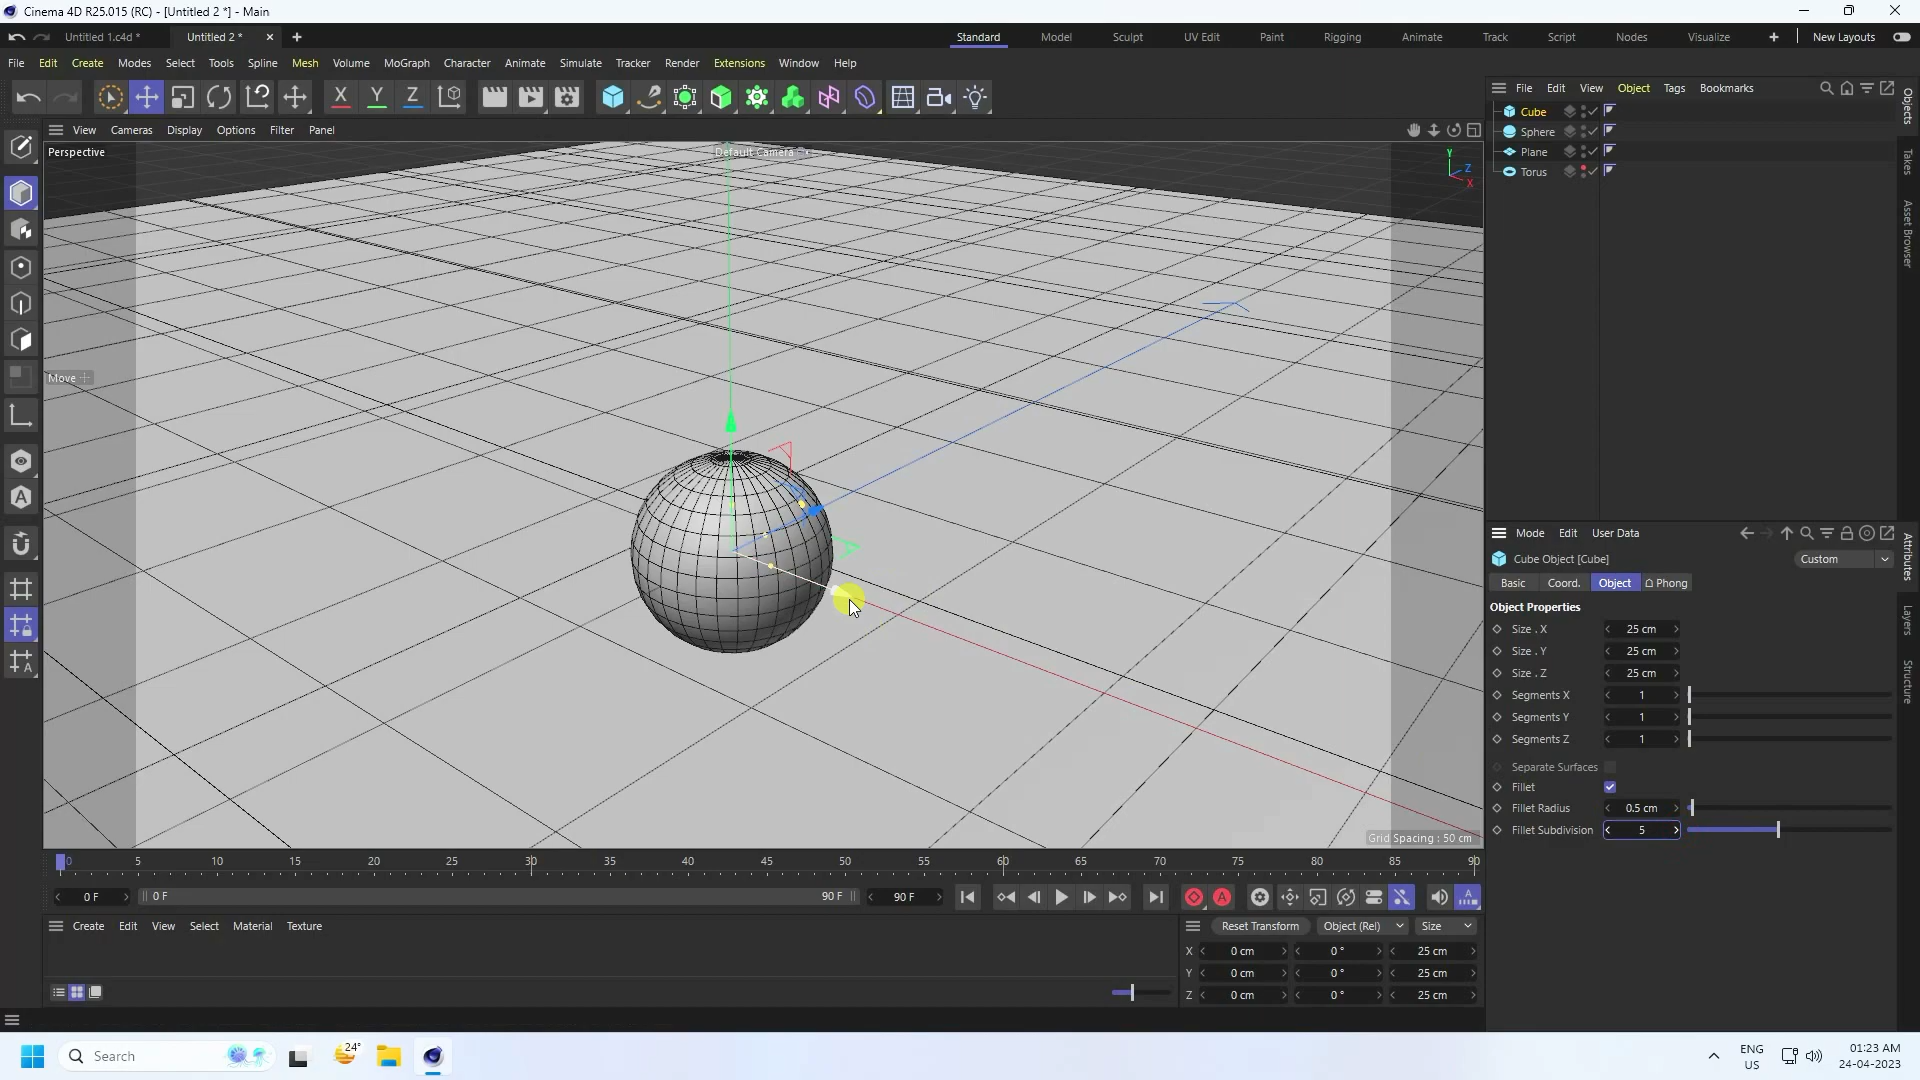 Cinema 4D R25.015 (RC) - [Untitled 2 *] - Main
Untitled 1.c4d *
Untitled 2 *
Standard
Model
Sculpt
UV Edit
Paint
Rigging
Animate
Track
Script
Nodes
Visualize
New Layouts
File
Edit
Create
Modes
Select
Tools
Spline
Mesh
Volume
MoGraph
Character
Animate
Simulate
Tracker
Render
Extensions
Window
Help
X
Y
Z
File
Edit
View
Object
Tags
Bookmarks
Objects
Takes
Asset Browser
Cube
Sphere
Plane
Torus
View
Cameras
Display
Options
Filter
Panel
Perspective
Default Camera
Y
Z
X
Move
Grid Spacing : 50 cm
Mode
Edit
User Data
Attributes
Layers
Structure
Cube Object [Cube]
Custom
Basic
Coord.
Object
Phong
Object Properties
Size . X 25 cm
Size . Y 25 cm
Size . Z 25 cm
Segments X 1
Segments Y 1
Segments Z 1
Separate Surfaces
Fillet
Fillet Radius 0.5 cm
Fillet Subdivision 5
0 5 10 15 20 25 30 35 40 45 50 55 60 65 70 75 80 85 90
0 F
0 F
90 F
90 F
Create
Edit
View
Select
Material
Texture
Reset Transform
Object (Rel)
Size
X 0 cm 0 ° 25 cm
Y 0 cm 0 ° 25 cm
Z 0 cm 0 ° 25 cm
Search
24°
ENG
US
01:23 AM
24-04-2023